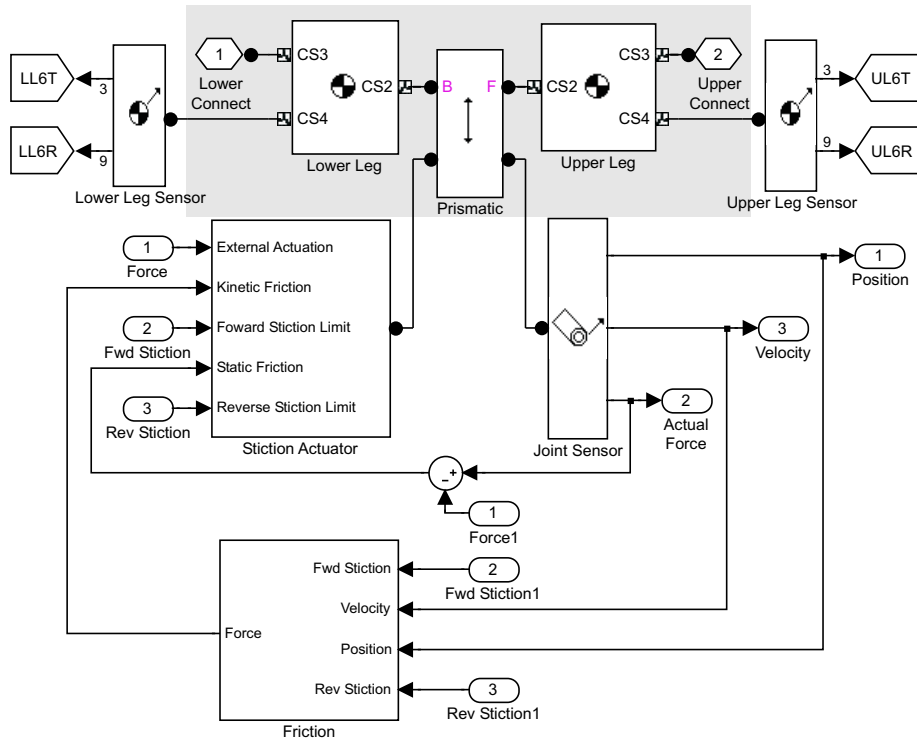 1
CS3
CS3
2
LL6T
3
Lower
Connect
CS2
B
F
CS2
Upper
Connect
3
UL6T
CS4
CS4
LL6R
9
9
UL6R
Lower Leg Sensor
Lower Leg
Prismatic
Upper Leg
Upper Leg Sensor
1
Force
External Actuation
1
Position
Kinetic Friction
2
Fwd Stiction
Foward Stiction Limit
3
Velocity
Static Friction
3
Rev Stiction
Reverse Stiction Limit
2
Actual
Force
Stiction Actuator
Joint Sensor
- +
1
Force1
Fwd Stiction
2
Fwd Stiction1
Velocity
Force
Position
Rev Stiction
3
Rev Stiction1
Friction